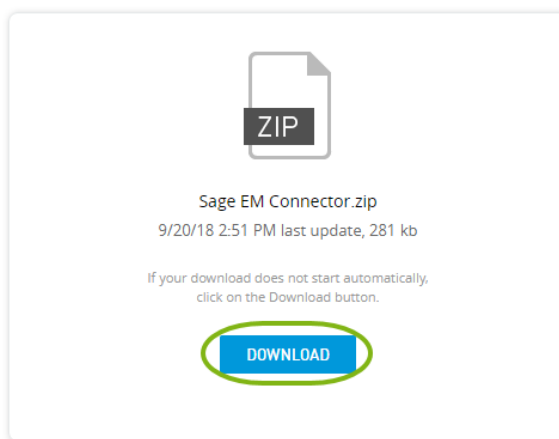 ZIP
Sage EM Connector.zip
9/20/18 2:51 PM last update, 281 kb
If your download does not start automatically,
click on the Download button.
DOWNLOAD